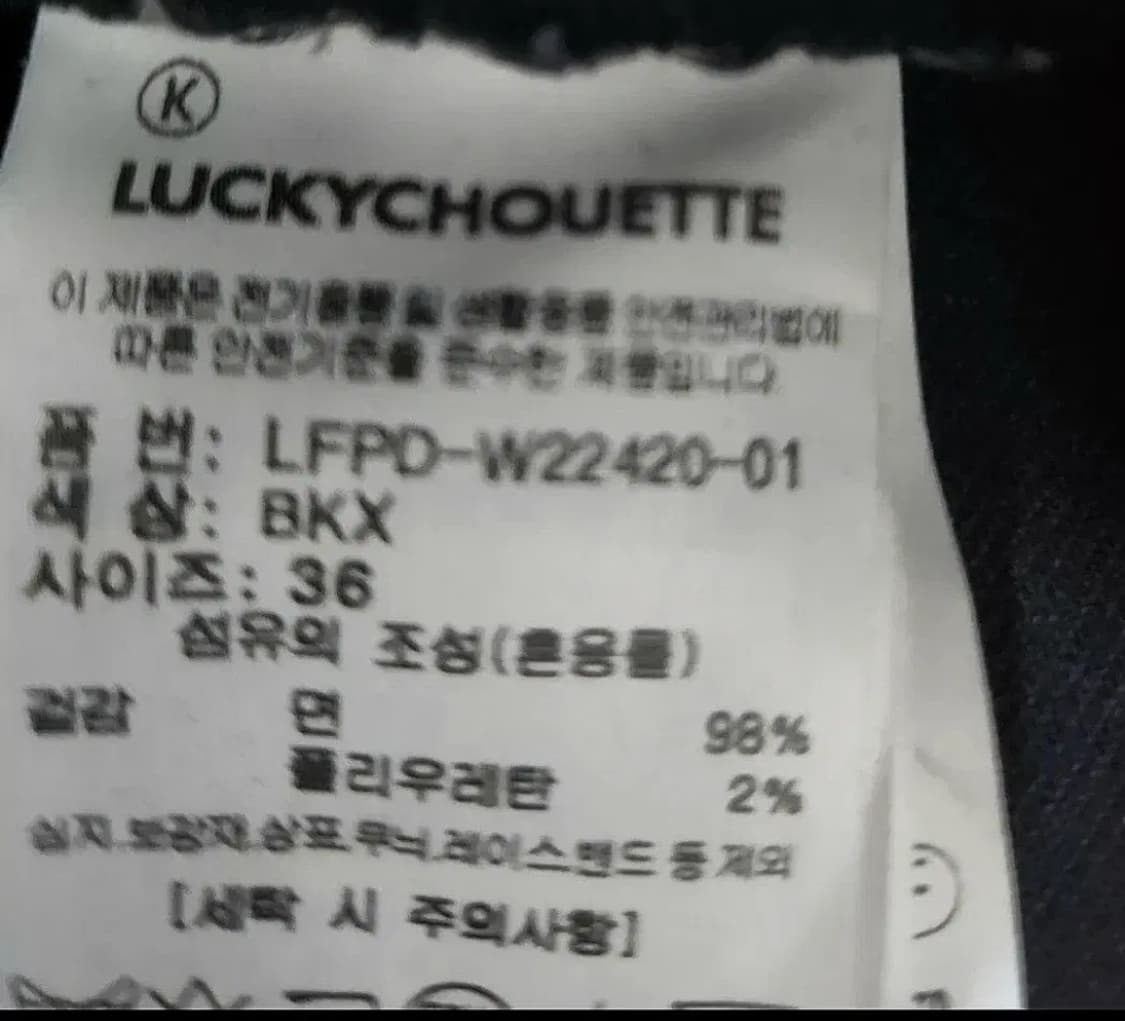 K
LUCKYCHOUETTE
이 제품은 전기용품 및 생활용품 안전관리법에
따른 안전기준을 준수한 제품입니다
품 번: LFPD-W22420-01
색 상: BKX
사이즈: 36
섬유의 조성(혼용률)
겉감 면 98%
폴리우레탄 2%
심지.보강재.상표.무늬.레이스.밴드 등 제외
[세탁 시 주의사항]